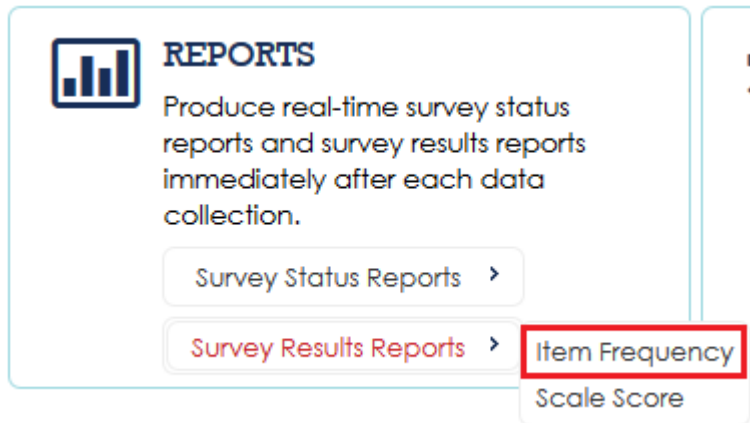 REPORTS
Produce real-time survey status
reports and survey results reports
immediately after each data
collection.
Survey Status Reports
Survey Results Reports
Item Frequency
Scale Score